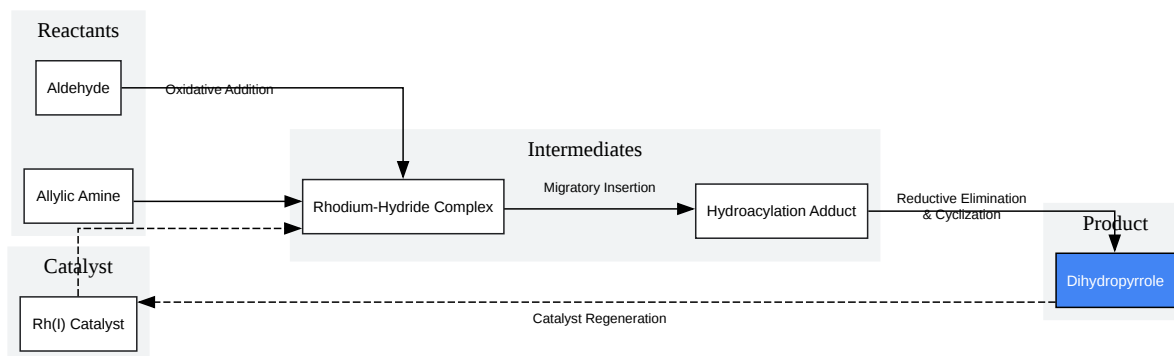 Reactants
Aldehyde
Oxidative Addition
Allylic Amine
Intermediates
Rhodium-Hydride Complex
Migratory Insertion
Hydroacylation Adduct
Reductive Elimination
& Cyclization
Product
Dihydropyrrole
Catalyst
Rh(I) Catalyst
Catalyst Regeneration